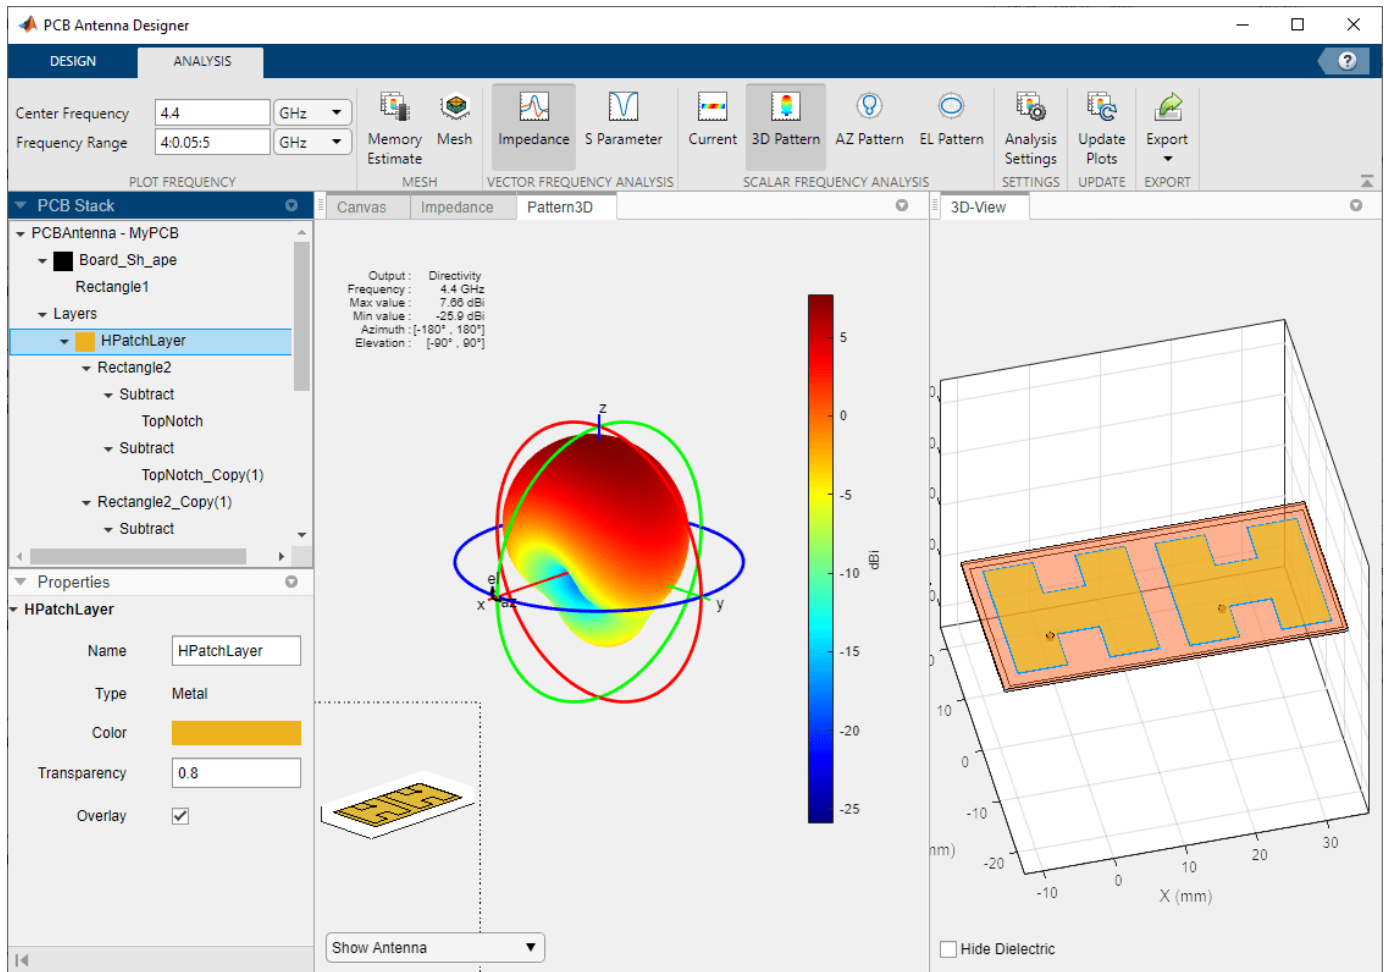 PCB Antenna Designer
DESIGN
ANALYSIS
?
Center Frequency
4.4
GHz
Frequency Range
4:0.05:5
GHz
PLOT FREQUENCY
Memory
Estimate
Mesh
MESH
Impedance
S Parameter
VECTOR FREQUENCY ANALYSIS
Current
3D Pattern
AZ Pattern
EL Pattern
SCALAR FREQUENCY ANALYSIS
Analysis
Settings
SETTINGS
Update
Plots
UPDATE
Export
EXPORT
PCB Stack
PCBAntenna - MyPCB
Board_Sh_ape
Rectangle1
Layers
HPatchLayer
Rectangle2
Subtract
TopNotch
Subtract
TopNotch_Copy(1)
Rectangle2_Copy(1)
Subtract
Properties
HPatchLayer
Name
HPatchLayer
Type
Metal
Color
Transparency
0.8
Overlay
Canvas
Impedance
Pattern3D
Output : Directivity
Frequency : 4.4 GHz
Max value : 7.66 dBi
Min value : -25.9 dBi
Azimuth : [-180° , 180°]
Elevation : [-90° , 90°]
z
el
x
az
y
5
0
-5
-10
-15
-20
-25
dBi
Show Antenna
3D-View
10
0
-10
-20
-10
0
10
20
30
X (mm)
Hide Dielectric